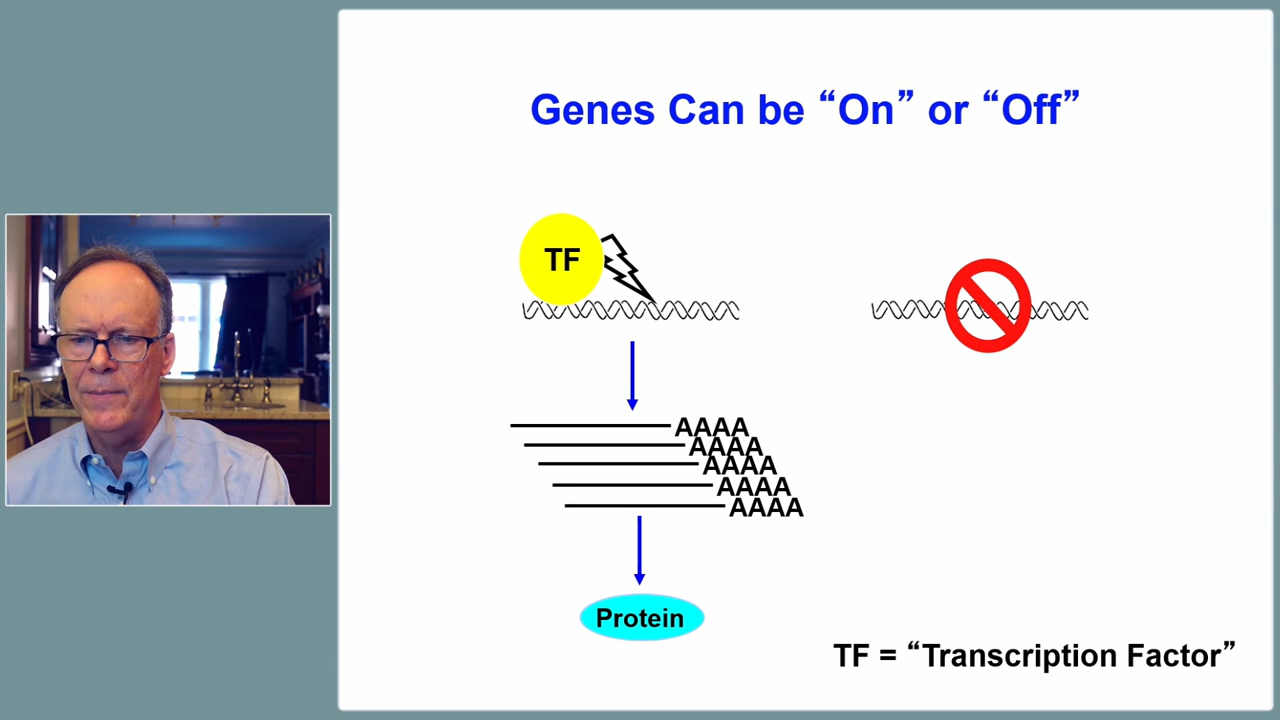 Genes Can be “On” or “Off”
TF
AAAA
AAAA
AAAA
AAAA
AAAA
Protein
TF = “Transcription Factor”